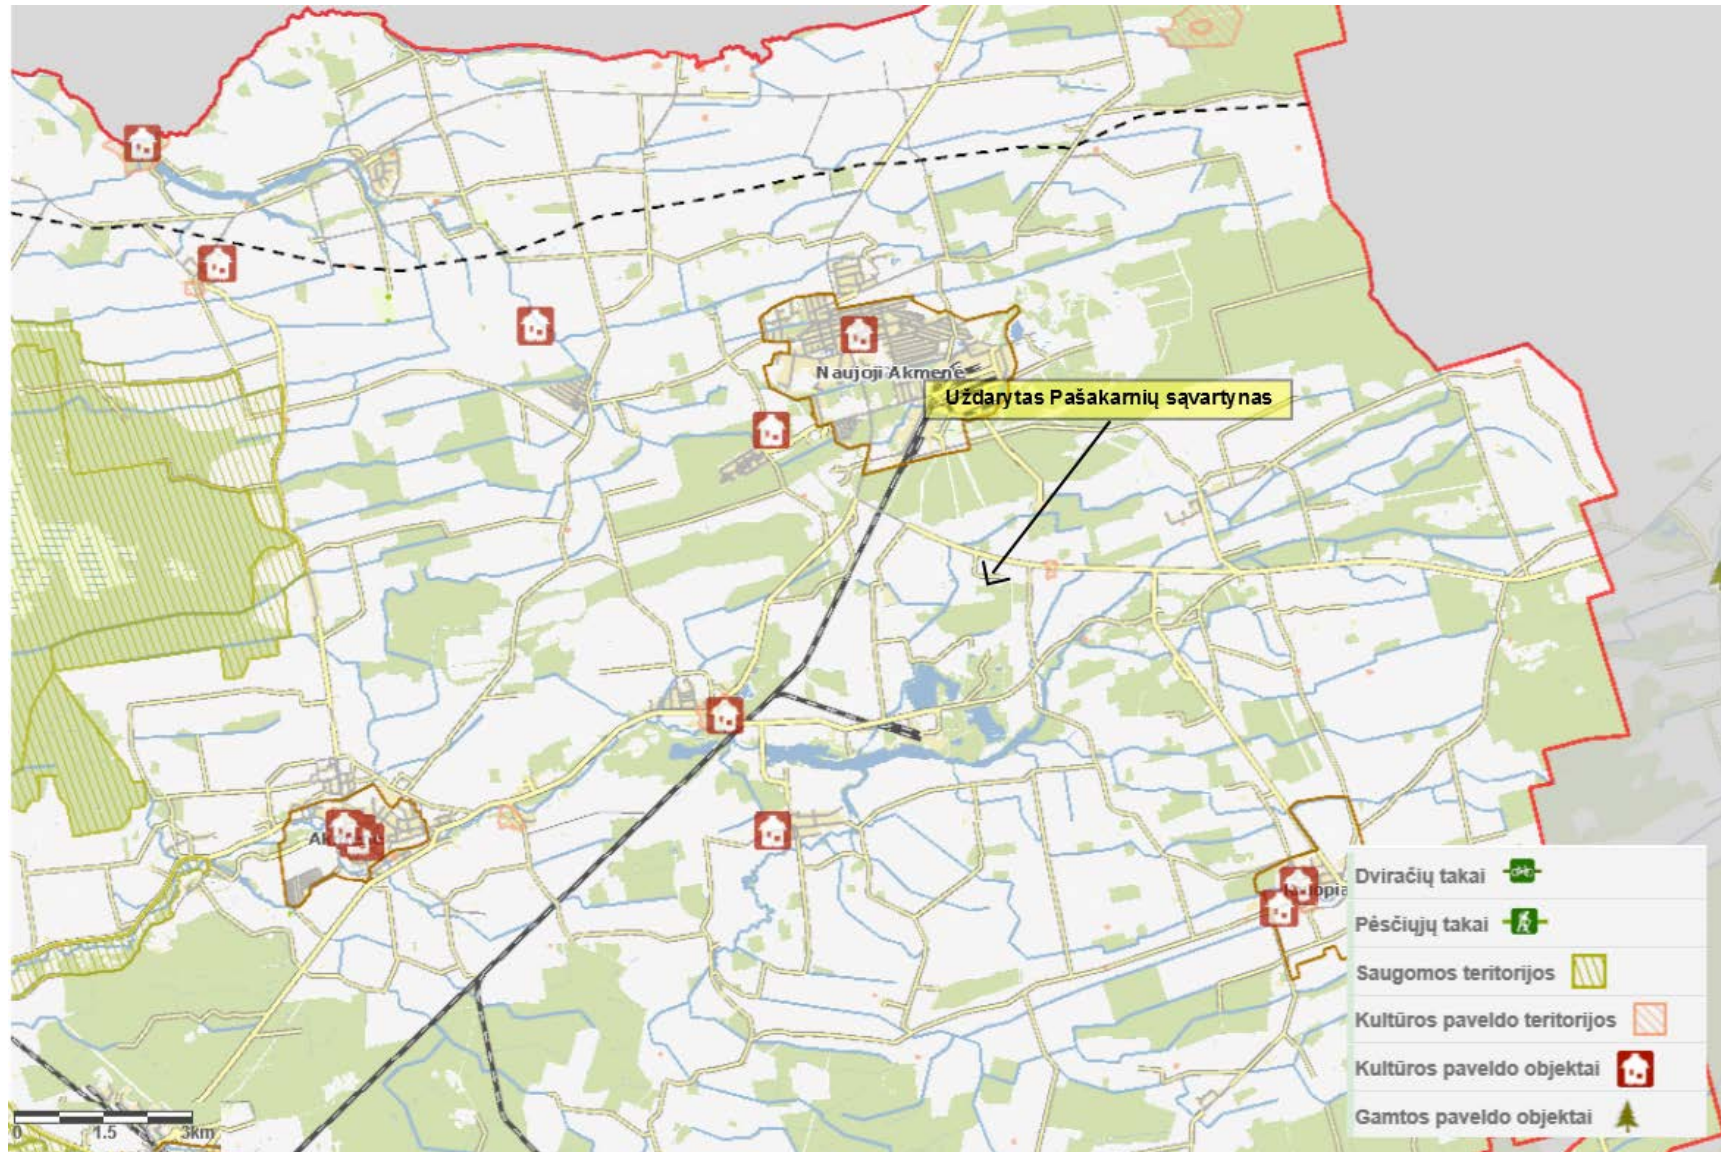 Naujoji Akmenė
Uždarytas Pašakarnių sąvartynas
Dviračių takai
Pėsčiųjų takai
Saugomos teritorijos
Kultūros paveldo teritorijos
Kultūros paveldo objektai
Gamtos paveldo objektai
0 1.5 3km